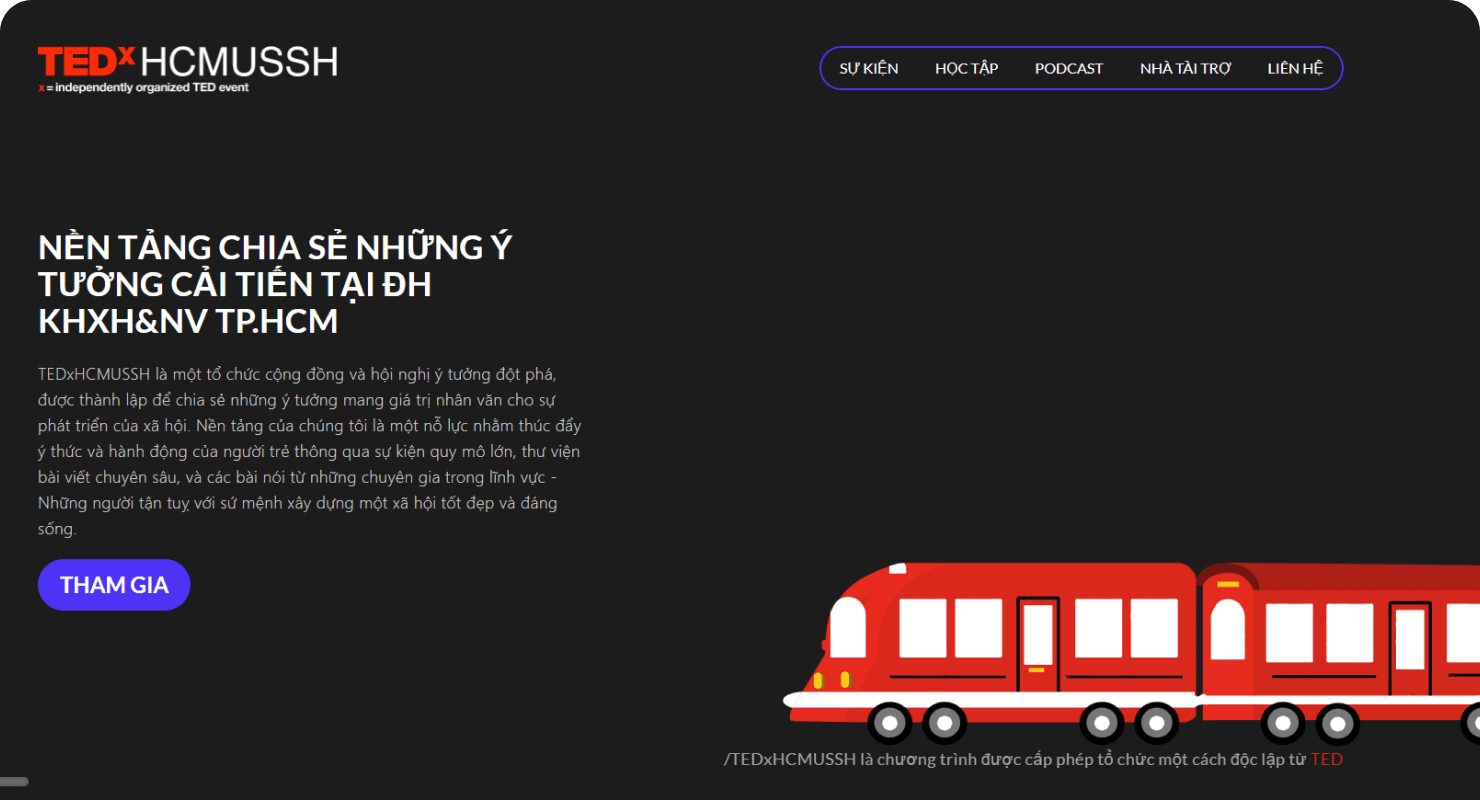 TEDx HCMUSSH
x = independently organized TED event
SỰ KIỆN HỌC TẬP PODCAST NHÀ TÀI TRỢ LIÊN HỆ
NỀN TẢNG CHIA SẺ NHỮNG Ý
TƯỞNG CẢI TIẾN TẠI ĐH
KHXH&NV TP.HCM
TEDxHCMUSSH là một tổ chức cộng đồng và hội nghị ý tưởng đột phá,
được thành lập để chia sẻ những ý tưởng mang giá trị nhân văn cho sự
phát triển của xã hội. Nền tảng của chúng tôi là một nỗ lực nhằm thúc đẩy
ý thức và hành động của người trẻ thông qua sự kiện quy mô lớn, thư viện
bài viết chuyên sâu, và các bài nói từ những chuyên gia trong lĩnh vực -
Những người tận tuỵ với sứ mệnh xây dựng một xã hội tốt đẹp và đáng
sống.
THAM GIA
/TEDxHCMUSSH là chương trình được cấp phép tổ chức một cách độc lập từ TED